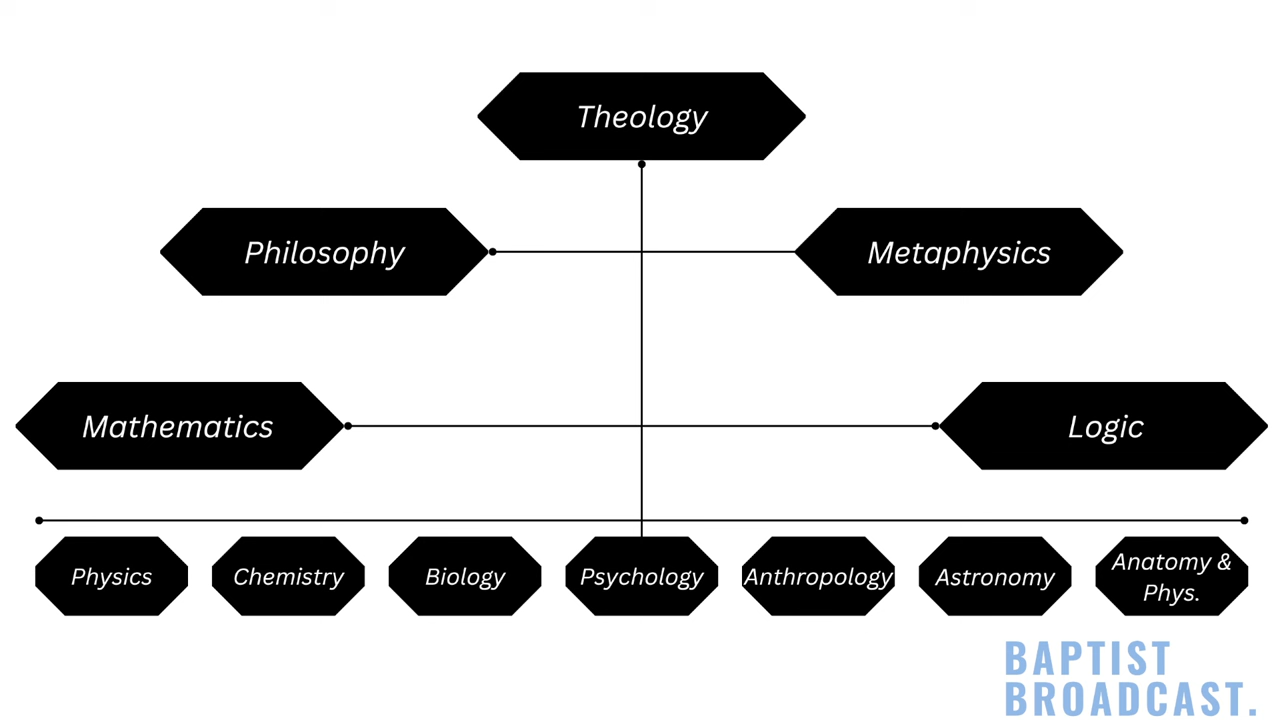 Theology
Philosophy
Metaphysics
Mathematics
Logic
Physics
Chemistry
Biology
Psychology
Anthropology
Astronomy
Anatomy &
Phys.
BAPTIST
BROADCAST.